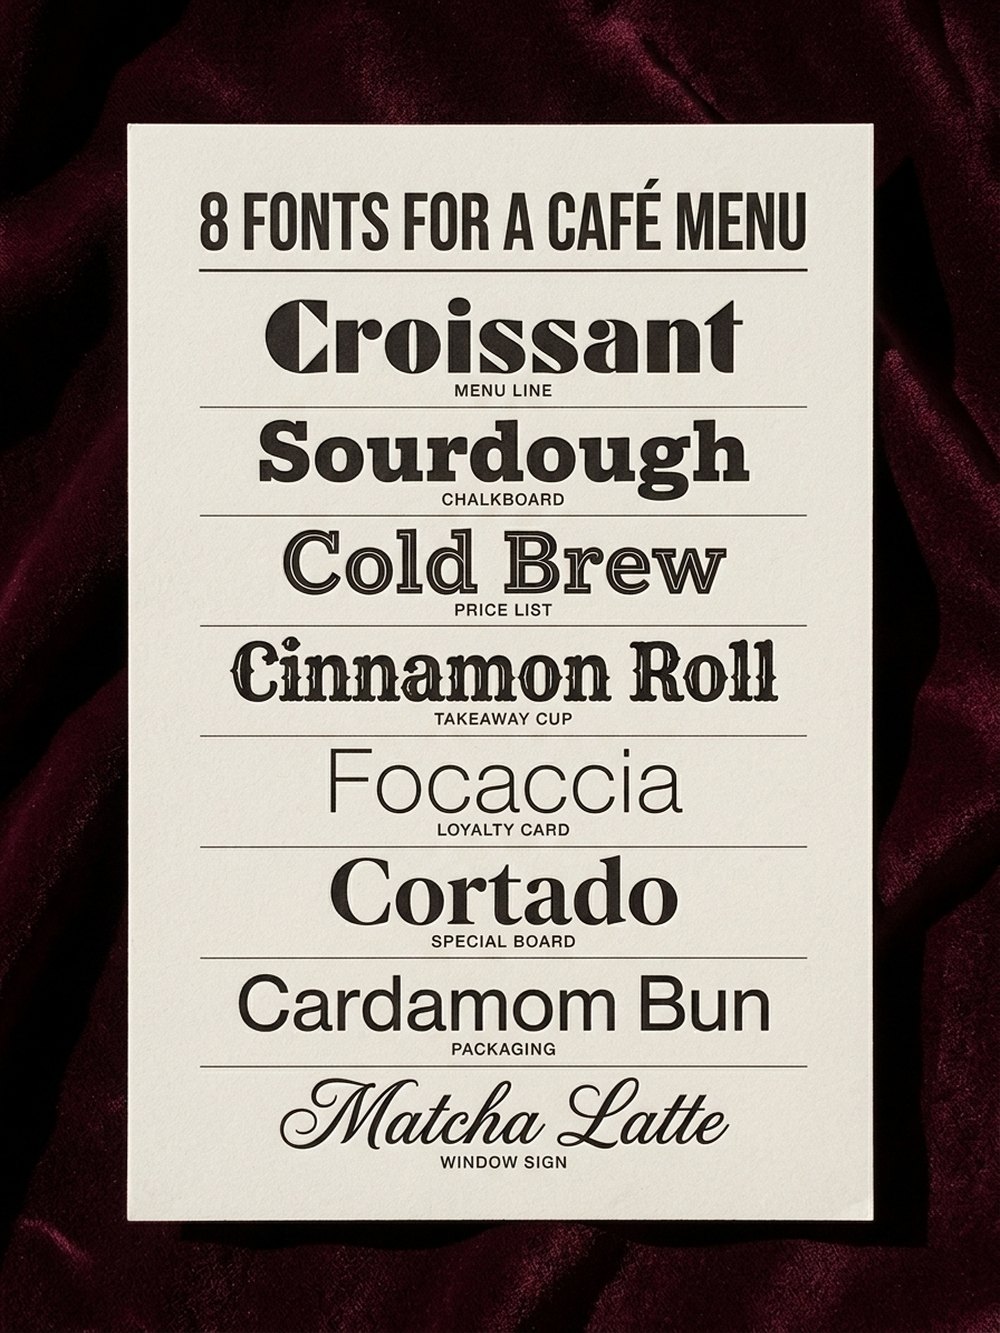 8 FONTS FOR A CAFÉ MENU
Croissant
MENU LINE
Sourdough
CHALKBOARD
Cold Brew
PRICE LIST
Cinnamon Roll
TAKEAWAY CUP
Focaccia
LOYALTY CARD
Cortado
SPECIAL BOARD
Cardamom Bun
PACKAGING
Matcha Latte
WINDOW SIGN